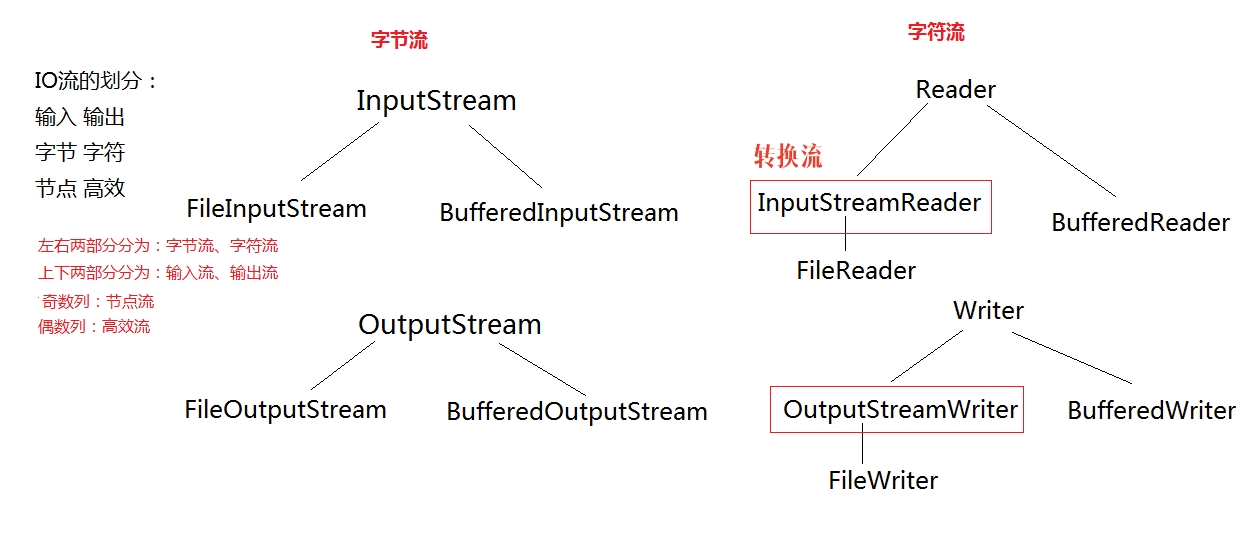 字节流
字符流
IO流的划分：
输入 输出
字节 字符
节点 高效
左右两部分分为：字节流、字符流
上下两部分分为：输入流、输出流
奇数列：节点流
偶数列：高效流
InputStream
FileInputStream
BufferedInputStream
OutputStream
FileOutputStream
BufferedOutputStream
Reader
转换流
InputStreamReader
BufferedReader
FileReader
Writer
OutputStreamWriter
BufferedWriter
FileWriter